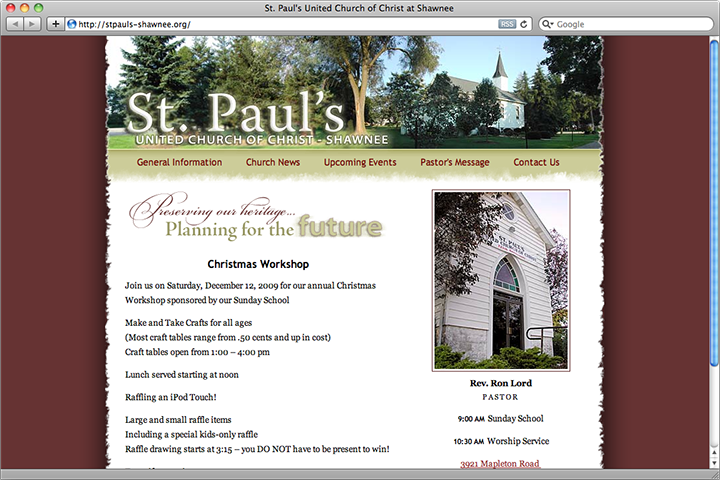 St. Paul's United Church of Christ at Shawnee
http://stpauls-shawnee.org/
RSS
Google
St. Paul's
UNITED CHURCH OF CHRIST - SHAWNEE
General Information Church News Upcoming Events Pastor's Message Contact Us
Preserving our heritage...
Planning for the future
Christmas Workshop
Join us on Saturday, December 12, 2009 for our annual Christmas
Workshop sponsored by our Sunday School
Make and Take Crafts for all ages
(Most craft tables range from .50 cents and up in cost)
Craft tables open from 1:00 – 4:00 pm
Lunch served starting at noon
Raffling an iPod Touch!
Large and small raffle items
Including a special kids-only raffle
Raffle drawing starts at 3:15 – you DO NOT have to be present to win!
ST. PAUL'S
Rev. Ron Lord
PASTOR
9:00 AM Sunday School
10:30 AM Worship Service
3921 Mapleton Road